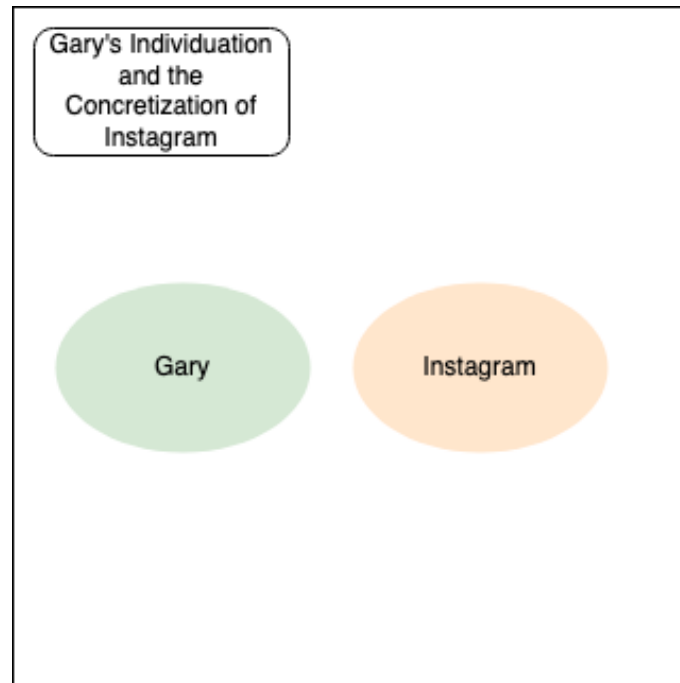 Gary's Individuation
and the
Concretization of
Instagram
Gary
Instagram